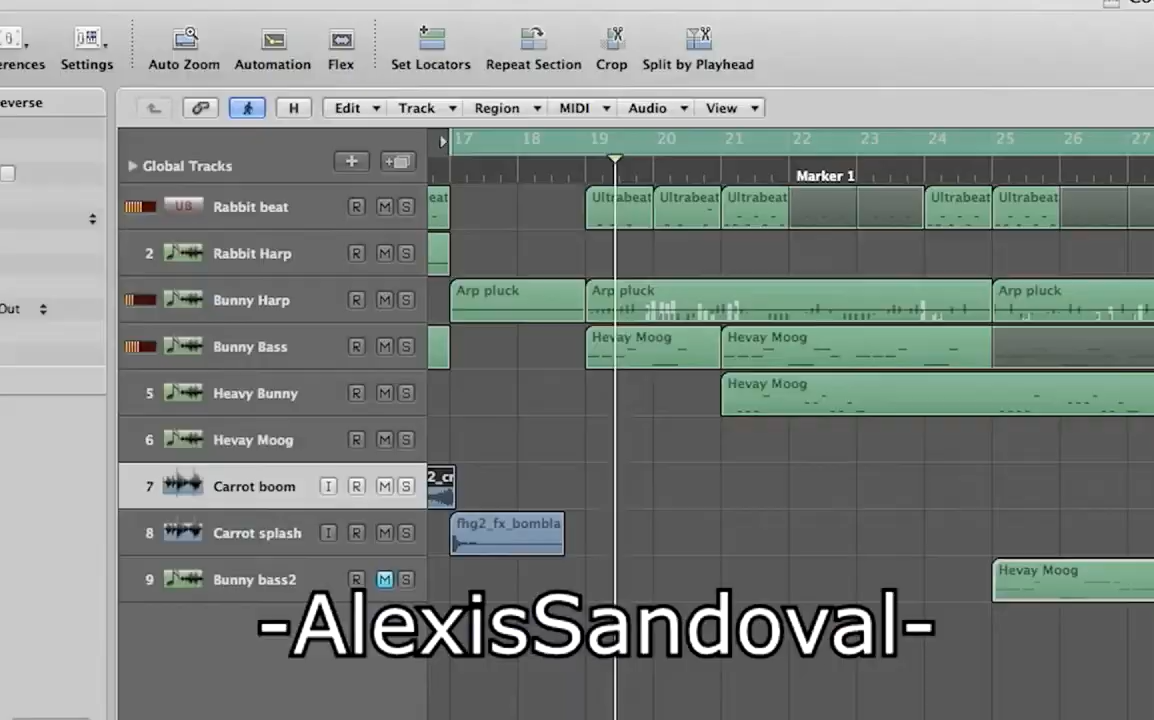 erences Settings Auto Zoom Automation Flex Set Locators Repeat Section Crop Split by Playhead
everse
H Edit Track Region MIDI Audio View
17 18 19 20 21 22 23 24 25 26 27
Global Tracks
Marker 1
UB Rabbit beat R M S eat Ultrabeat Ultrabeat Ultrabeat Ultrabeat Ultrabeat
2 Rabbit Harp R M S
Out
Bunny Harp R M S Arp pluck Arp pluck Arp pluck
Bunny Bass R M S Hevay Moog Hevay Moog
5 Heavy Bunny R M S Hevay Moog
6 Hevay Moog R M S
7 Carrot boom I R M S 2_cr
8 Carrot splash I R M S fhg2_fx_bombla
9 Bunny bass2 R M S Hevay Moog
-AlexisSandoval-